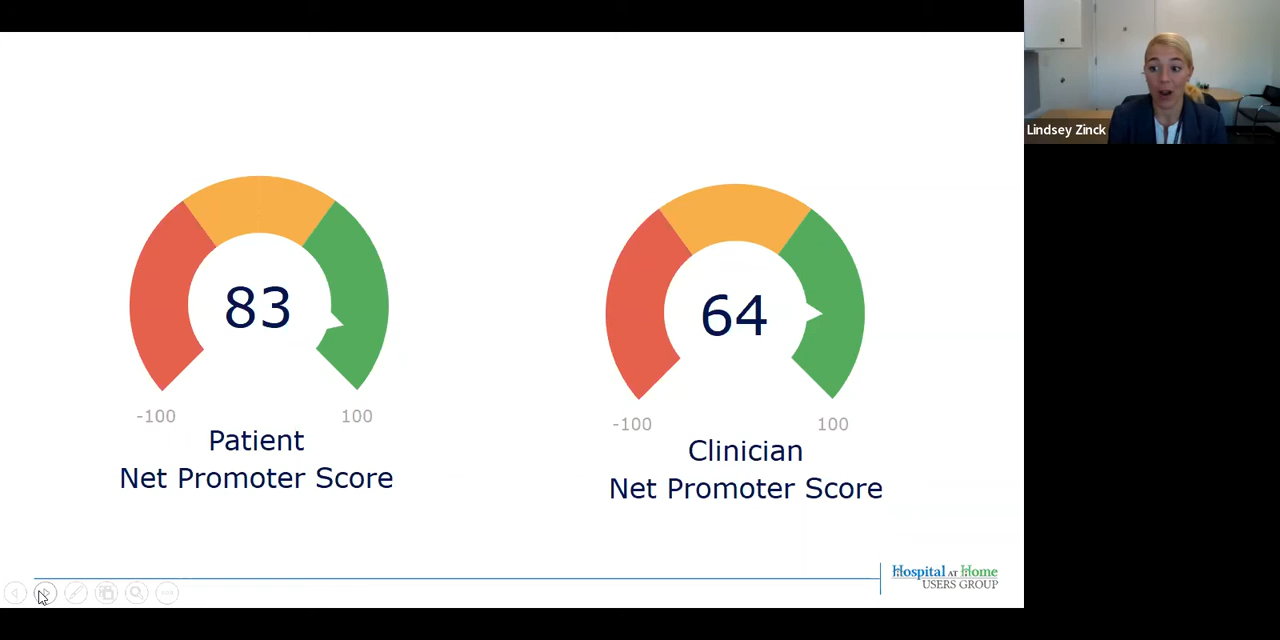 Lindsey Zinck
83
-100
100
Patient
Net Promoter Score
64
-100
100
Clinician
Net Promoter Score
Hospital AT Home
USERS GROUP